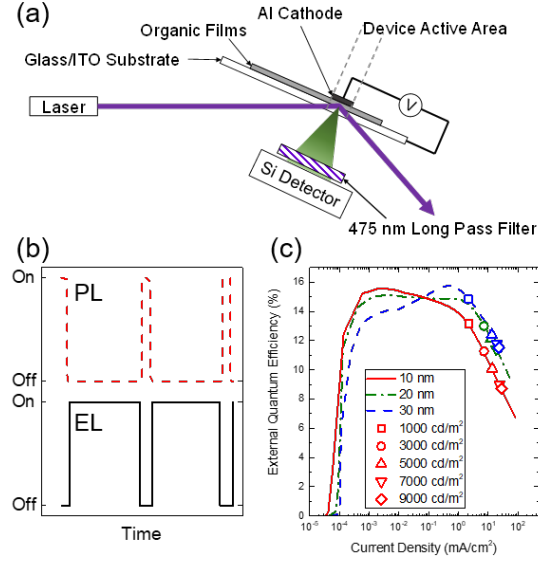 (a)
Al Cathode
Organic Films
Device Active Area
Glass/ITO Substrate
V
Laser
Si Detector
475 nm Long Pass Filter
(b)
On
PL
Off
On
EL
Off
Time
(c)
External Quantum Efficiency (%)
16
14
12
10
8
6
4
2
0
10 nm
20 nm
30 nm
1000 cd/m²
3000 cd/m²
5000 cd/m²
7000 cd/m²
9000 cd/m²
10⁻⁵ 10⁻⁴ 10⁻³ 10⁻² 10⁻¹ 10⁰ 10¹ 10²
Current Density (mA/cm²)